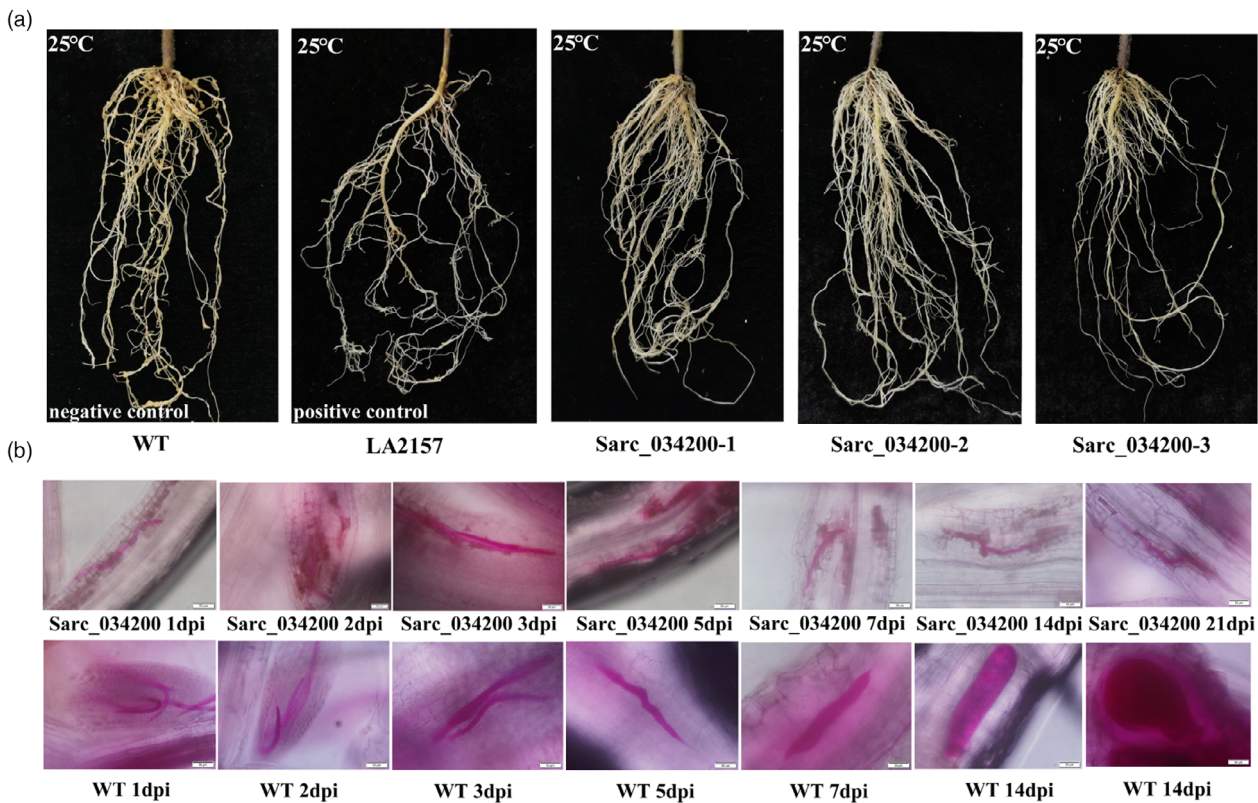 (a)
25°C 25°C 25°C 25°C 25°C
negative control positive control
WT LA2157 Sarc_034200-1 Sarc_034200-2 Sarc_034200-3
(b)
Sarc_034200 1dpi Sarc_034200 2dpi Sarc_034200 3dpi Sarc_034200 5dpi Sarc_034200 7dpi Sarc_034200 14dpi Sarc_034200 21dpi
WT 1dpi WT 2dpi WT 3dpi WT 5dpi WT 7dpi WT 14dpi WT 14dpi